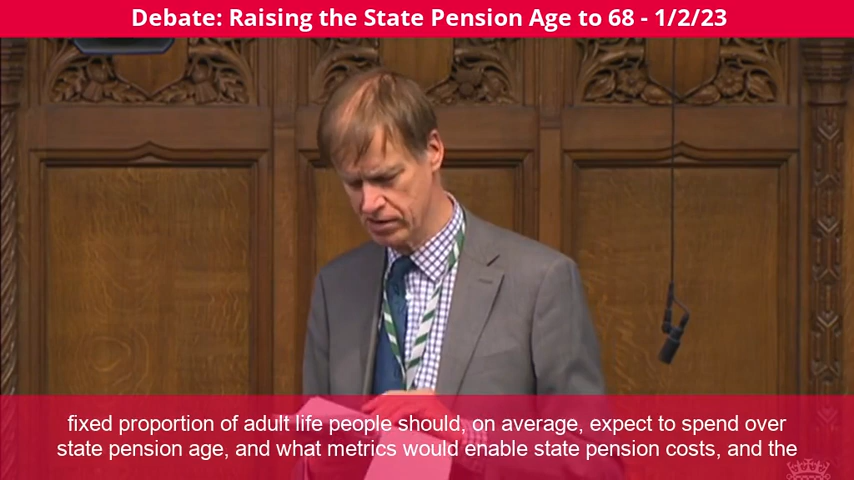 Debate: Raising the State Pension Age to 68 - 1/2/23
fixed proportion of adult life people should, on average, expect to spend over
state pension age, and what metrics would enable state pension costs, and the